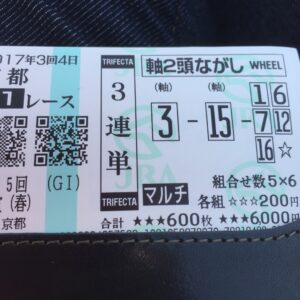 017年3回4日
都
1レース
5回 (GI)
(春)
京都
TRIFECTA
3連単
TRIFECTA
軸2頭ながし WHEEL
(軸) (軸) 1 6
3 - 15 - 7 12
16 ☆
マルチ 組合せ数5×6
各組 ☆☆☆200円
合計 ★★★600枚 ★★★6,000円
JRA